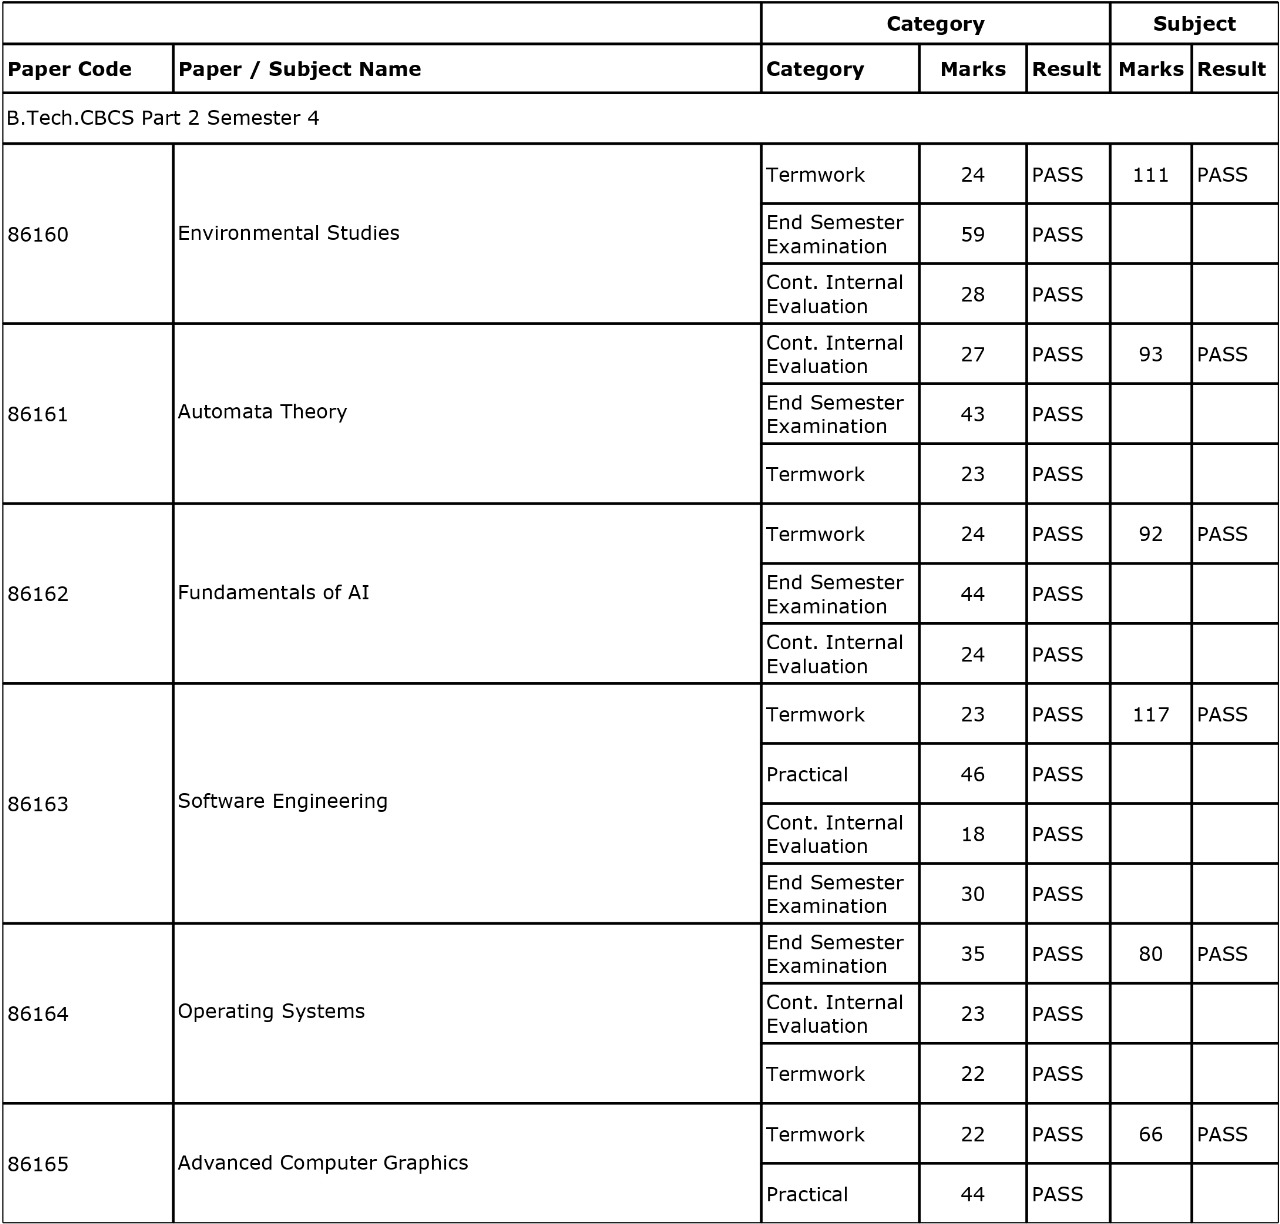 Category Subject
Paper Code Paper / Subject Name Category Marks Result Marks Result
B.Tech.CBCS Part 2 Semester 4
86160 Environmental Studies
Termwork 24 PASS 111 PASS
End Semester
Examination 59 PASS
Cont. Internal
Evaluation 28 PASS
86161 Automata Theory
Cont. Internal
Evaluation 27 PASS 93 PASS
End Semester
Examination 43 PASS
Termwork 23 PASS
86162 Fundamentals of AI
Termwork 24 PASS 92 PASS
End Semester
Examination 44 PASS
Cont. Internal
Evaluation 24 PASS
86163 Software Engineering
Termwork 23 PASS 117 PASS
Practical 46 PASS
Cont. Internal
Evaluation 18 PASS
End Semester
Examination 30 PASS
86164 Operating Systems
End Semester
Examination 35 PASS 80 PASS
Cont. Internal
Evaluation 23 PASS
Termwork 22 PASS
86165 Advanced Computer Graphics
Termwork 22 PASS 66 PASS
Practical 44 PASS